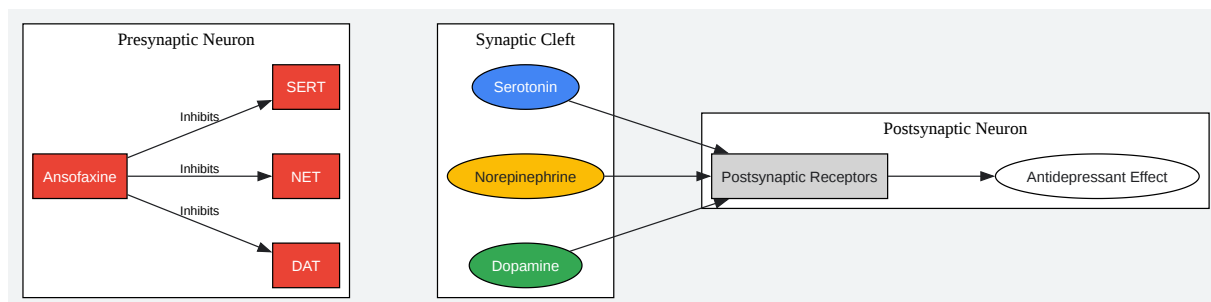 Presynaptic Neuron
SERT
Inhibits
Ansofaxine
Inhibits
NET
Inhibits
DAT
Synaptic Cleft
Serotonin
Norepinephrine
Dopamine
Postsynaptic Neuron
Postsynaptic Receptors
Antidepressant Effect